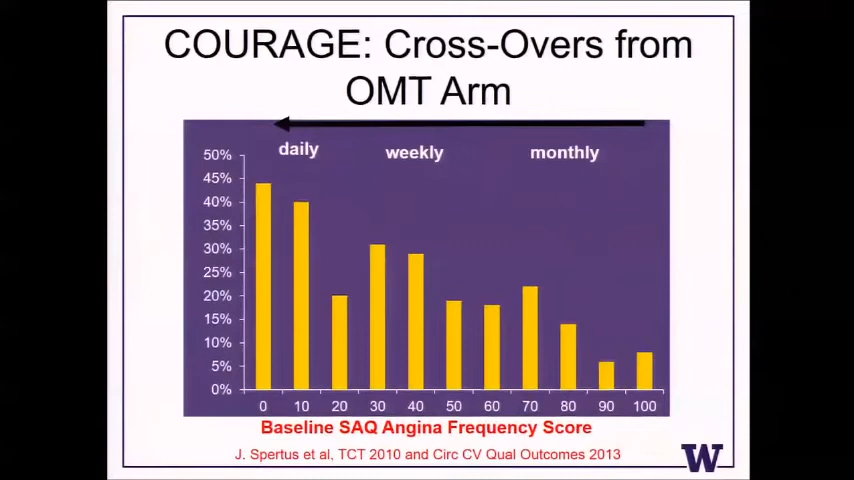 COURAGE: Cross-Overs from
OMT Arm
daily weekly monthly
50%
45%
40%
35%
30%
25%
20%
15%
10%
5%
0%
0 10 20 30 40 50 60 70 80 90 100
Baseline SAQ Angina Frequency Score
J. Spertus et al, TCT 2010 and Circ CV Qual Outcomes 2013
W